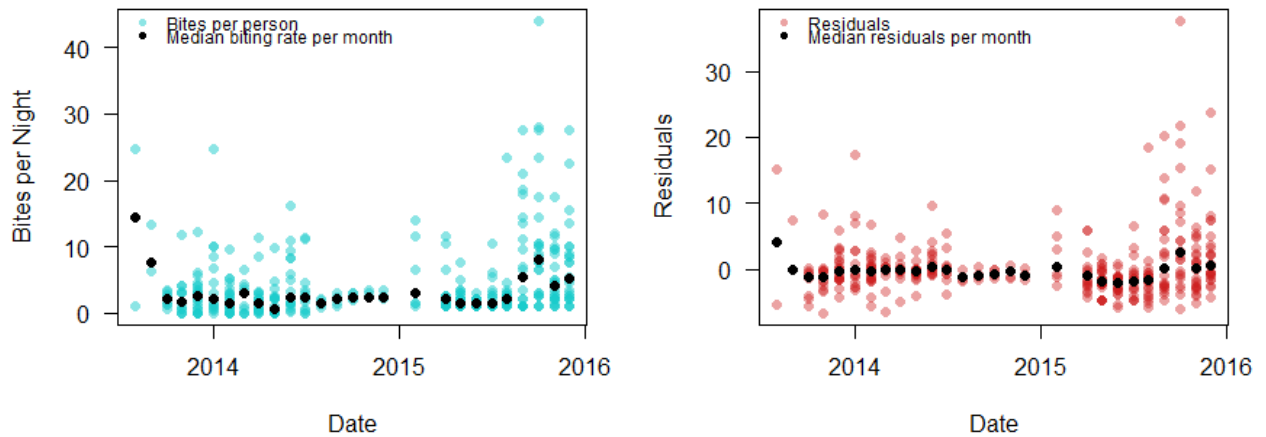 Bites per person
Median biting rate per month
40
30
20
10
0
Bites per Night
2014
2015
2016
Date
Residuals
Median residuals per month
30
20
10
0
Residuals
2014
2015
2016
Date